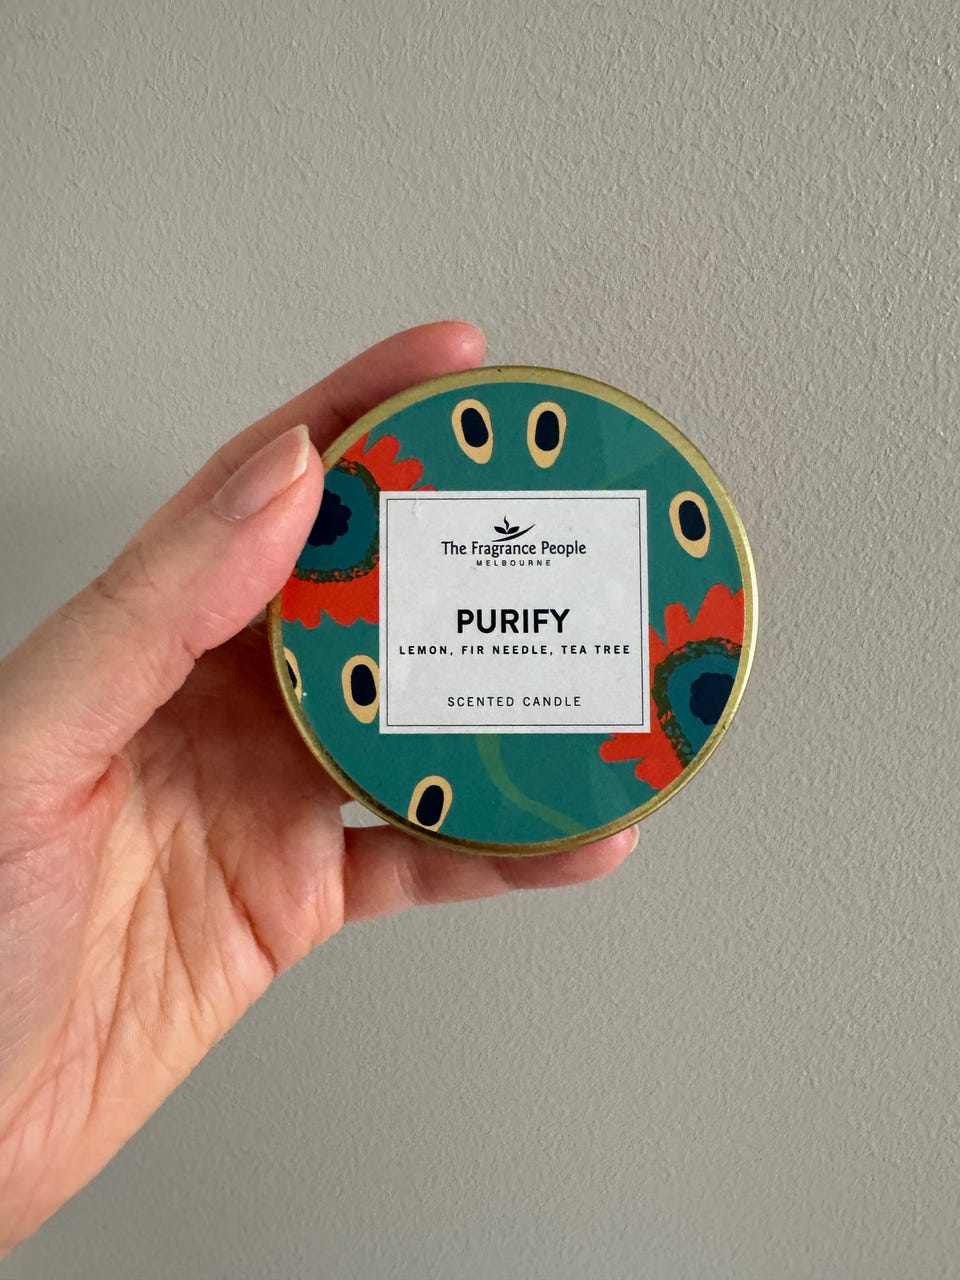 The Fragrance People
MELBOURNE
PURIFY
LEMON, FIR NEEDLE, TEA TREE
SCENTED CANDLE